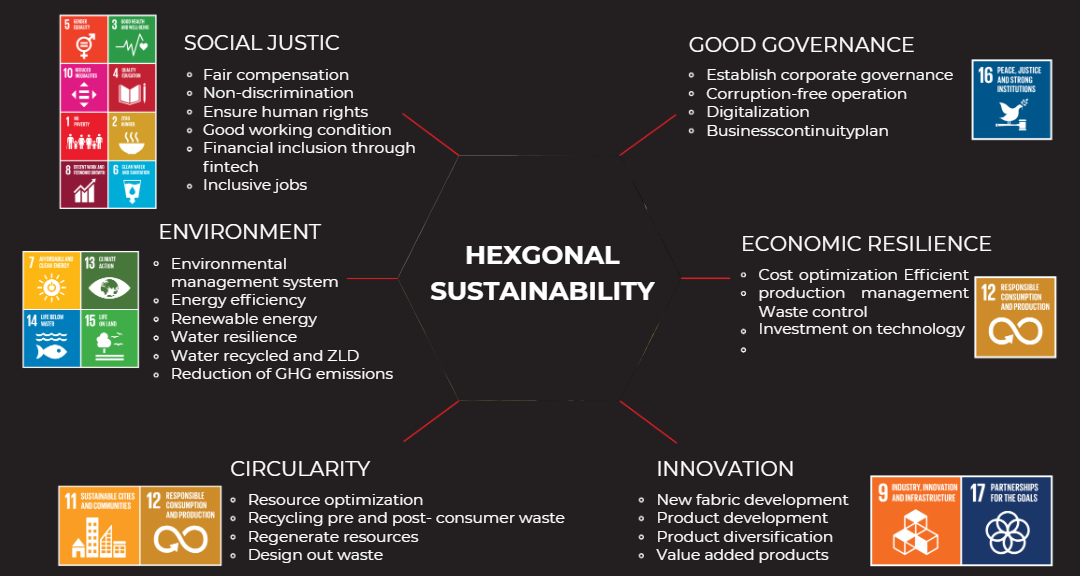 5 GENDER
EQUALITY
3 GOOD HEALTH
AND WELL-BEING
10 REDUCED
INEQUALITIES
4 QUALITY
EDUCATION
1 NO
POVERTY
2 ZERO
HUNGER
8 DECENT WORK AND
ECONOMIC GROWTH
6 CLEAN WATER
AND SANITATION
SOCIAL JUSTIC
Fair compensation
Non-discrimination
Ensure human rights
Good working condition
Financial inclusion through
fintech
Inclusive jobs
GOOD GOVERNANCE
Establish corporate governance
Corruption-free operation
Digitalization
Businesscontinuityplan
16 PEACE, JUSTICE
AND STRONG
INSTITUTIONS
ENVIRONMENT
7 AFFORDABLE AND
CLEAN ENERGY
13 CLIMATE
ACTION
14 LIFE BELOW
WATER
15 LIFE
ON LAND
Environmental
management system
Energy efficiency
Renewable energy
Water resilience
Water recycled and ZLD
Reduction of GHG emissions
HEXGONAL
SUSTAINABILITY
ECONOMIC RESILIENCE
Cost optimization Efficient
production management
Waste control
Investment on technology
12 RESPONSIBLE
CONSUMPTION
AND PRODUCTION
CIRCULARITY
11 SUSTAINABLE CITIES
AND COMMUNITIES
12 RESPONSIBLE
CONSUMPTION
AND PRODUCTION
Resource optimization
Recycling pre and post- consumer waste
Regenerate resources
Design out waste
INNOVATION
New fabric development
Product development
Product diversification
Value added products
9 INDUSTRY, INNOVATION
AND INFRASTRUCTURE
17 PARTNERSHIPS
FOR THE GOALS